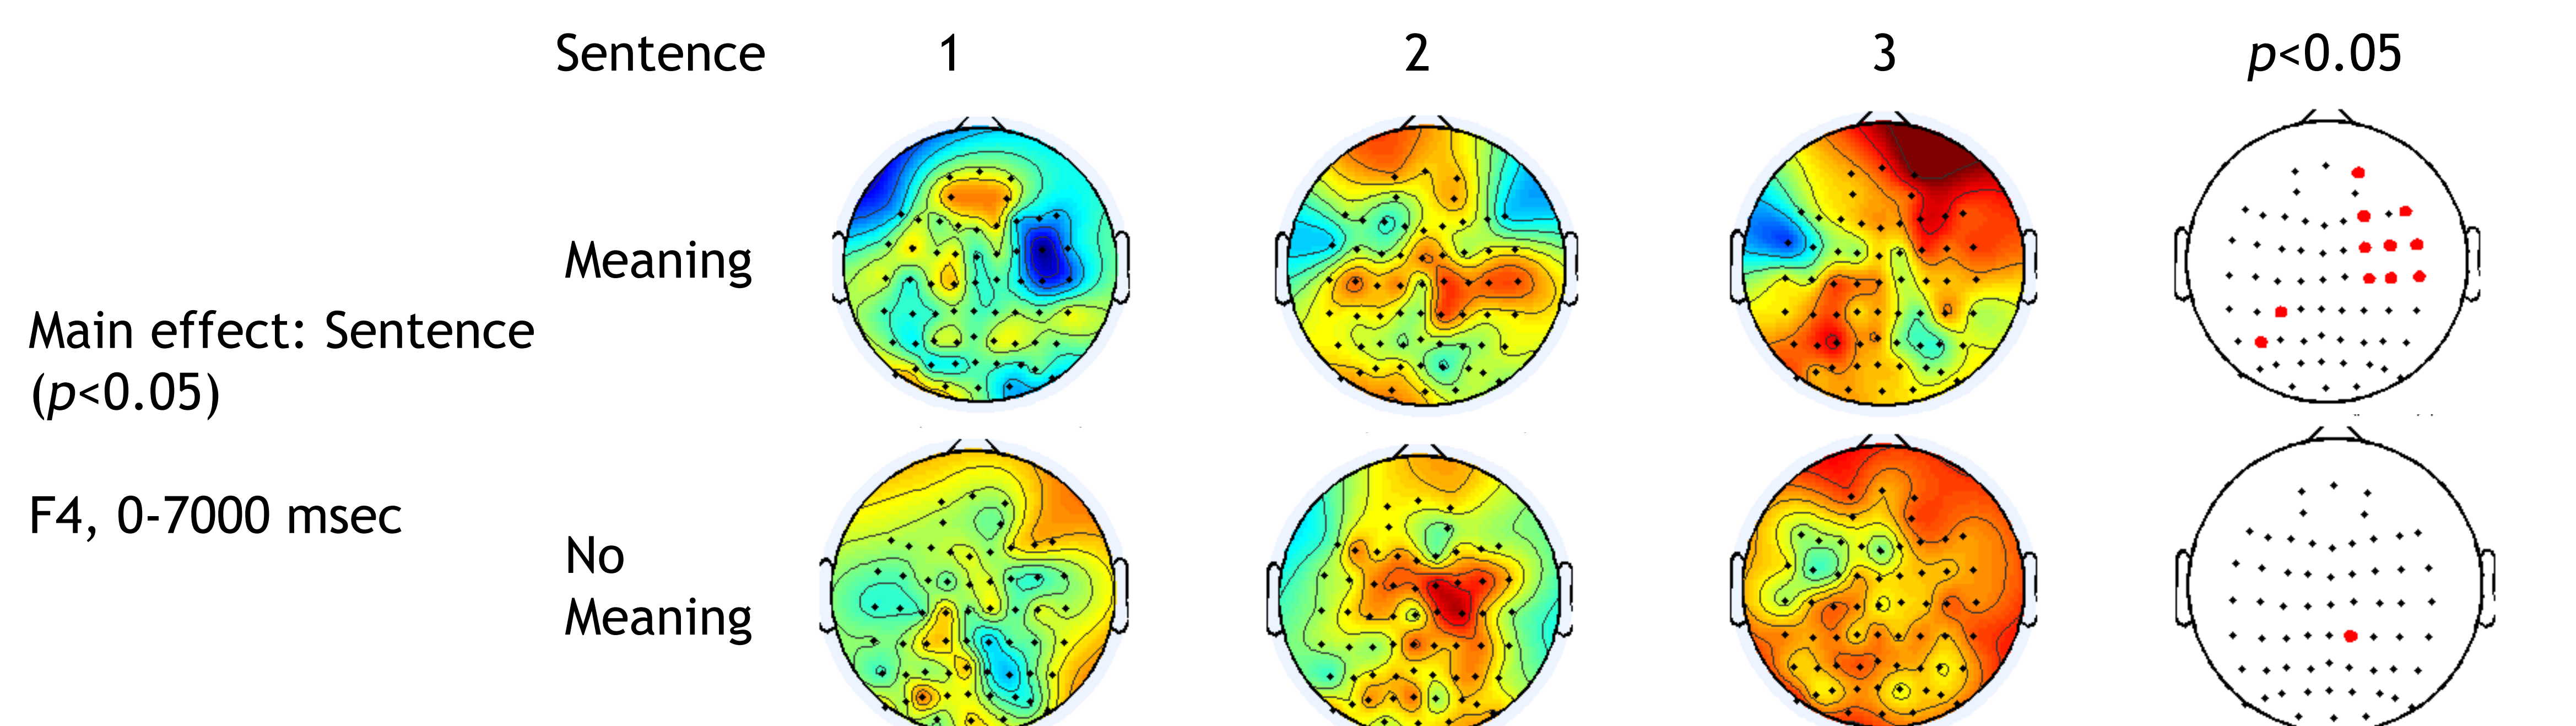 Sentence 1 2 3 p<0.05
Meaning
Main effect: Sentence
(p<0.05)
F4, 0-7000 msec
No
Meaning